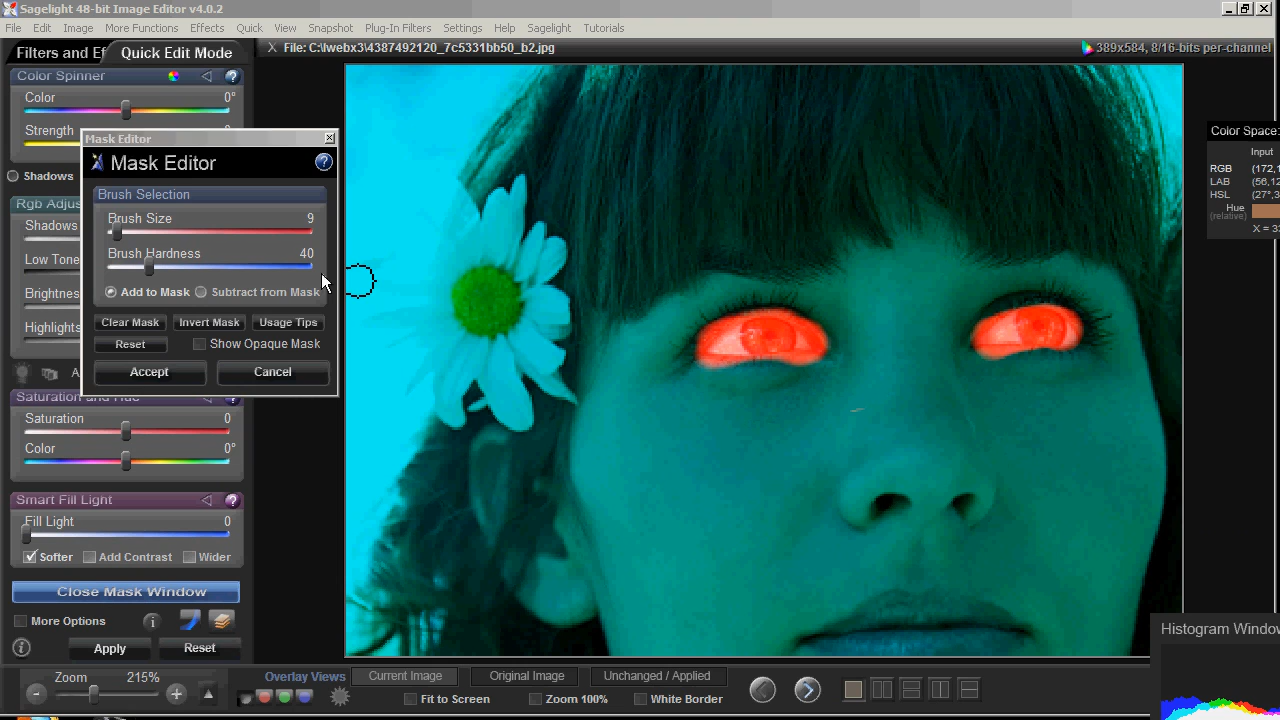 Sagelight 48-bit Image Editor v4.0.2
File Edit Image More Functions Effects Quick View Snapshot Plug-In Filters Settings Help Sagelight Tutorials
Filters and Ef Quick Edit Mode
X File: C:\lwebx3\4387492120_7c5331bb50_b2.jpg
389x584, 8/16-bits per-channel
Color Spinner
Color 0°
Strength
Shadows
Rgb Adjus
Shadows
Low Tone
Brightnes
Highlights
Mask Editor
Mask Editor
Brush Selection
Brush Size 9
Brush Hardness 40
Add to Mask Subtract from Mask
Clear Mask Invert Mask Usage Tips
Reset Show Opaque Mask
Accept Cancel
Saturation and Hue
Saturation 0
Color 0°
Smart Fill Light
Fill Light 0
Softer Add Contrast Wider
Close Mask Window
More Options
Apply Reset
Zoom 215%
Overlay Views Current Image Original Image Unchanged / Applied
Fit to Screen Zoom 100% White Border
Color Space:
Input
RGB (172,1
LAB (56,12
HSL (27°,3
Hue
(relative)
X = 33
Histogram Window